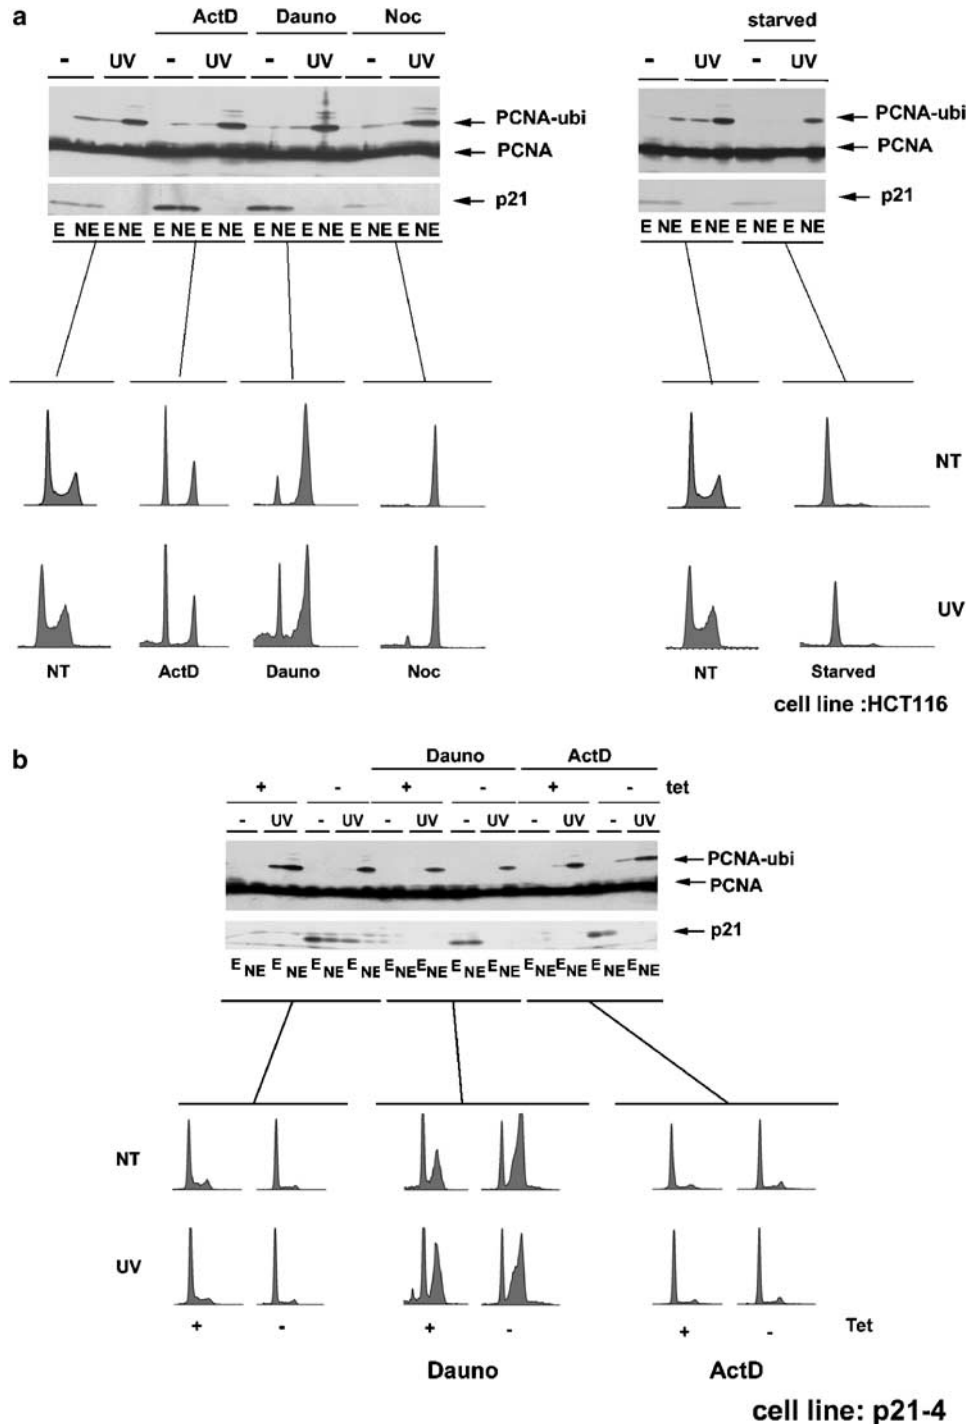 a
ActD Dauno Noc
- UV - UV - UV - UV
PCNA-ubi
PCNA
p21
E NE E NE E NE E NE E NE E NE E NE E NE
starved
- UV - UV
PCNA-ubi
PCNA
p21
E NE E NE E NE E NE
NT
UV
NT ActD Dauno Noc NT Starved
cell line :HCT116
b
Dauno ActD
+ - + - + - tet
- UV - UV - UV - UV - UV - UV
PCNA-ubi
PCNA
p21
E NE E NE E NE E NE E NE E NE E NE E NE E NE E NE E NE E NE
NT
UV
+ - + - + - Tet
Dauno ActD
cell line: p21-4